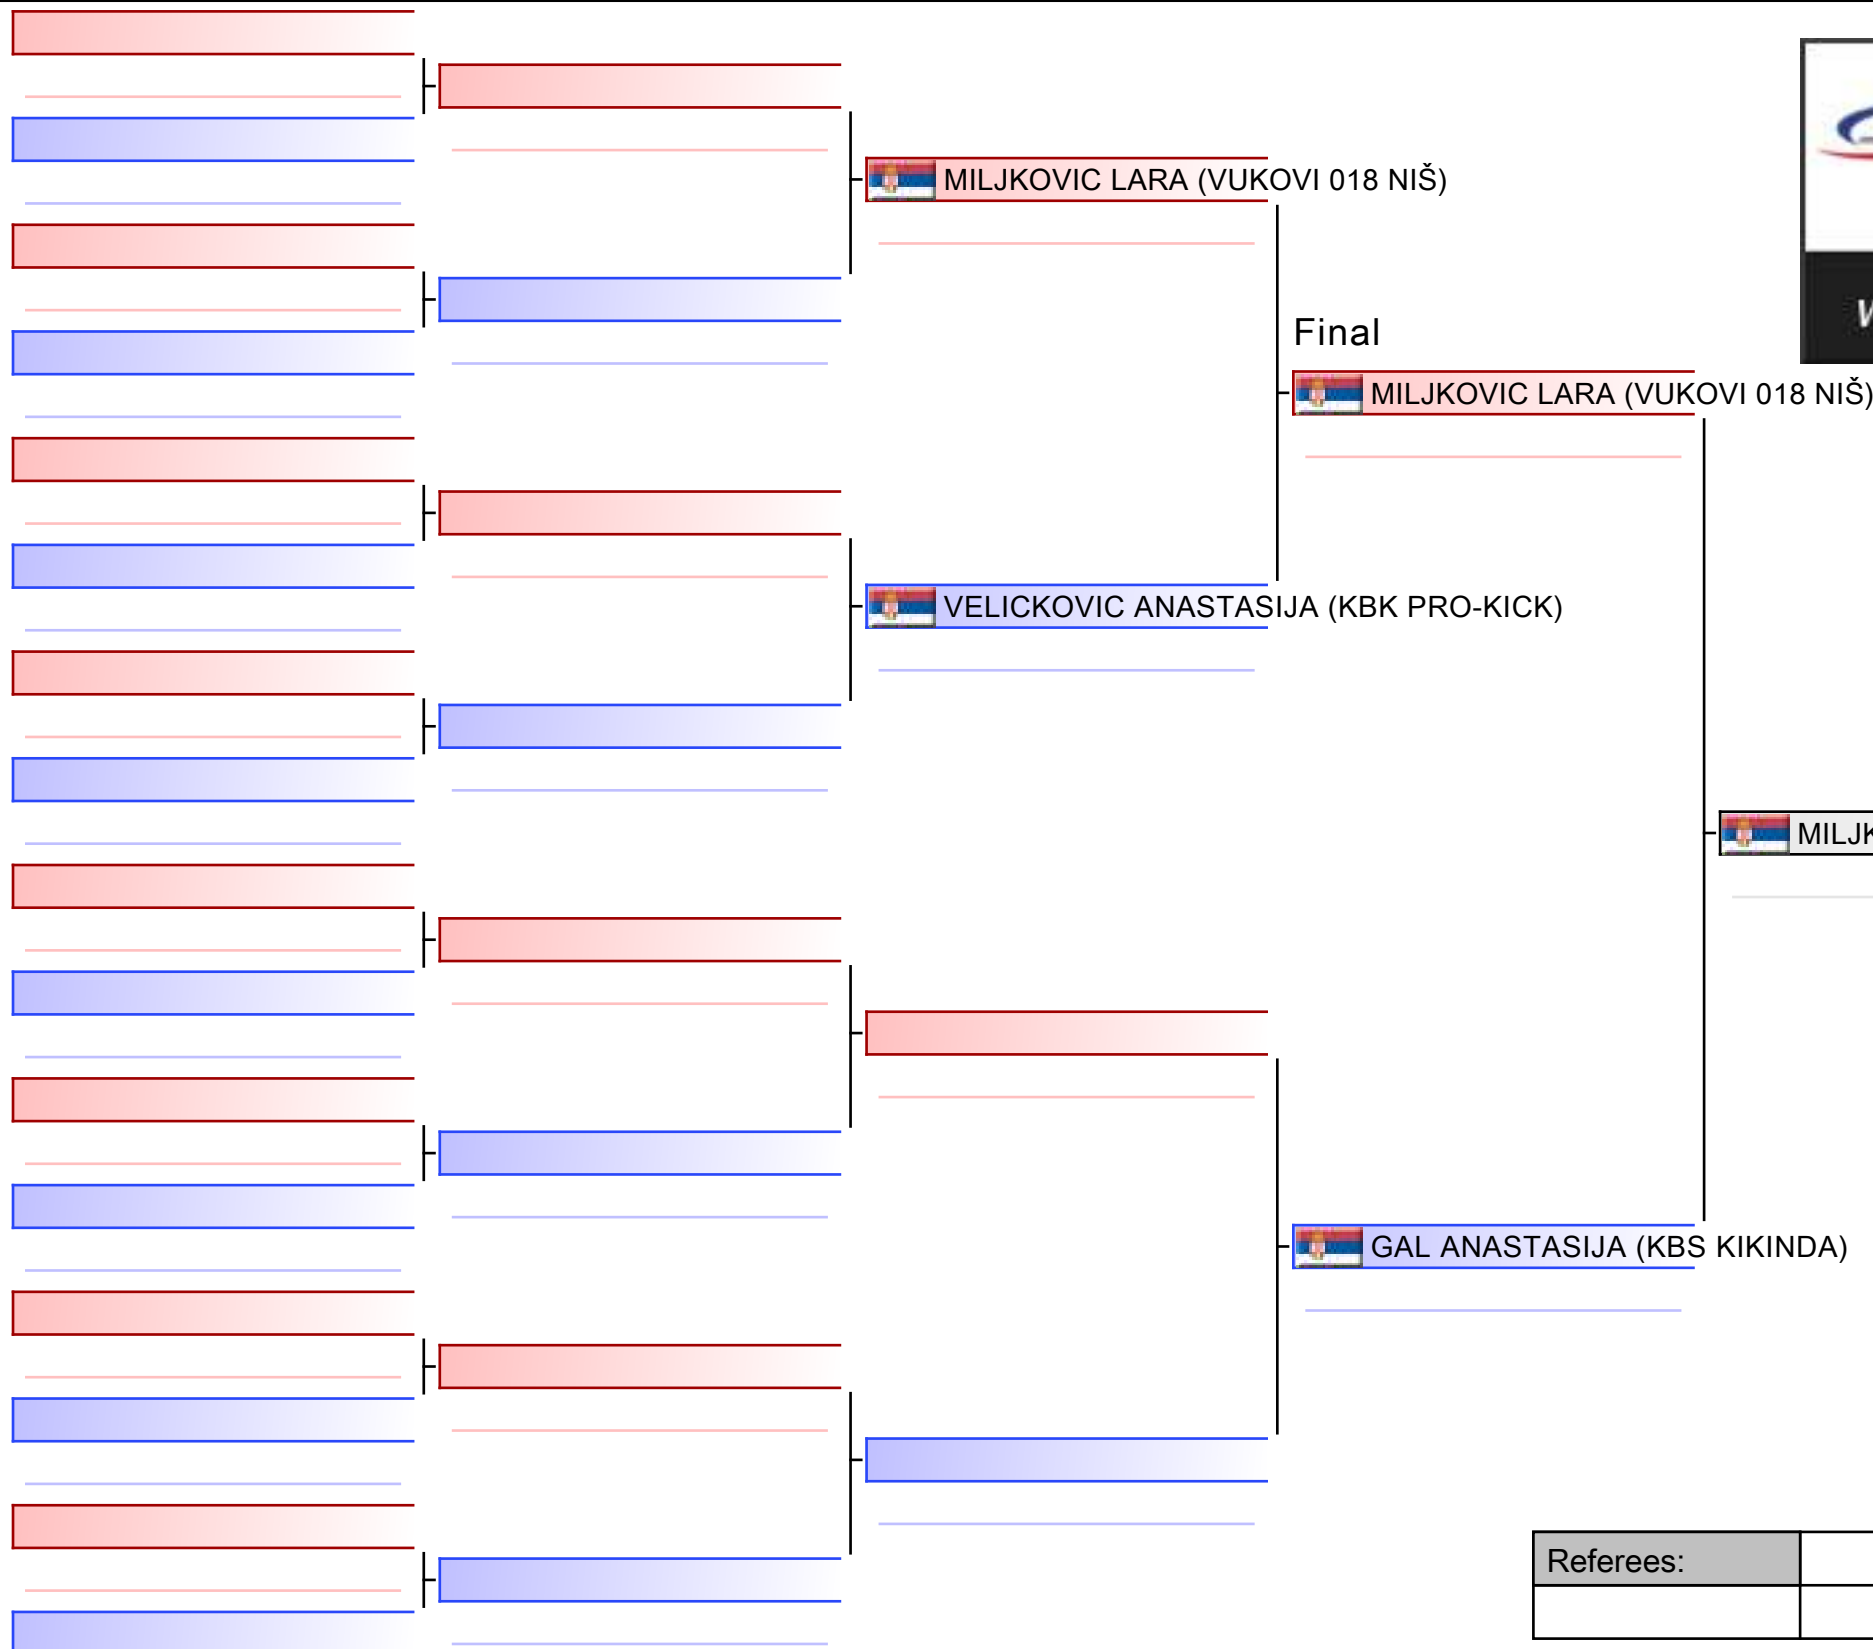 MILJKOVIC LARA (VUKOVI 018 NIŠ)
Final
MILJKOVIC LARA (VUKOVI 018 NIŠ)
VELICKOVIC ANASTASIJA (KBK PRO-KICK)
GAL ANASTASIJA (KBS KIKINDA)
Referees: